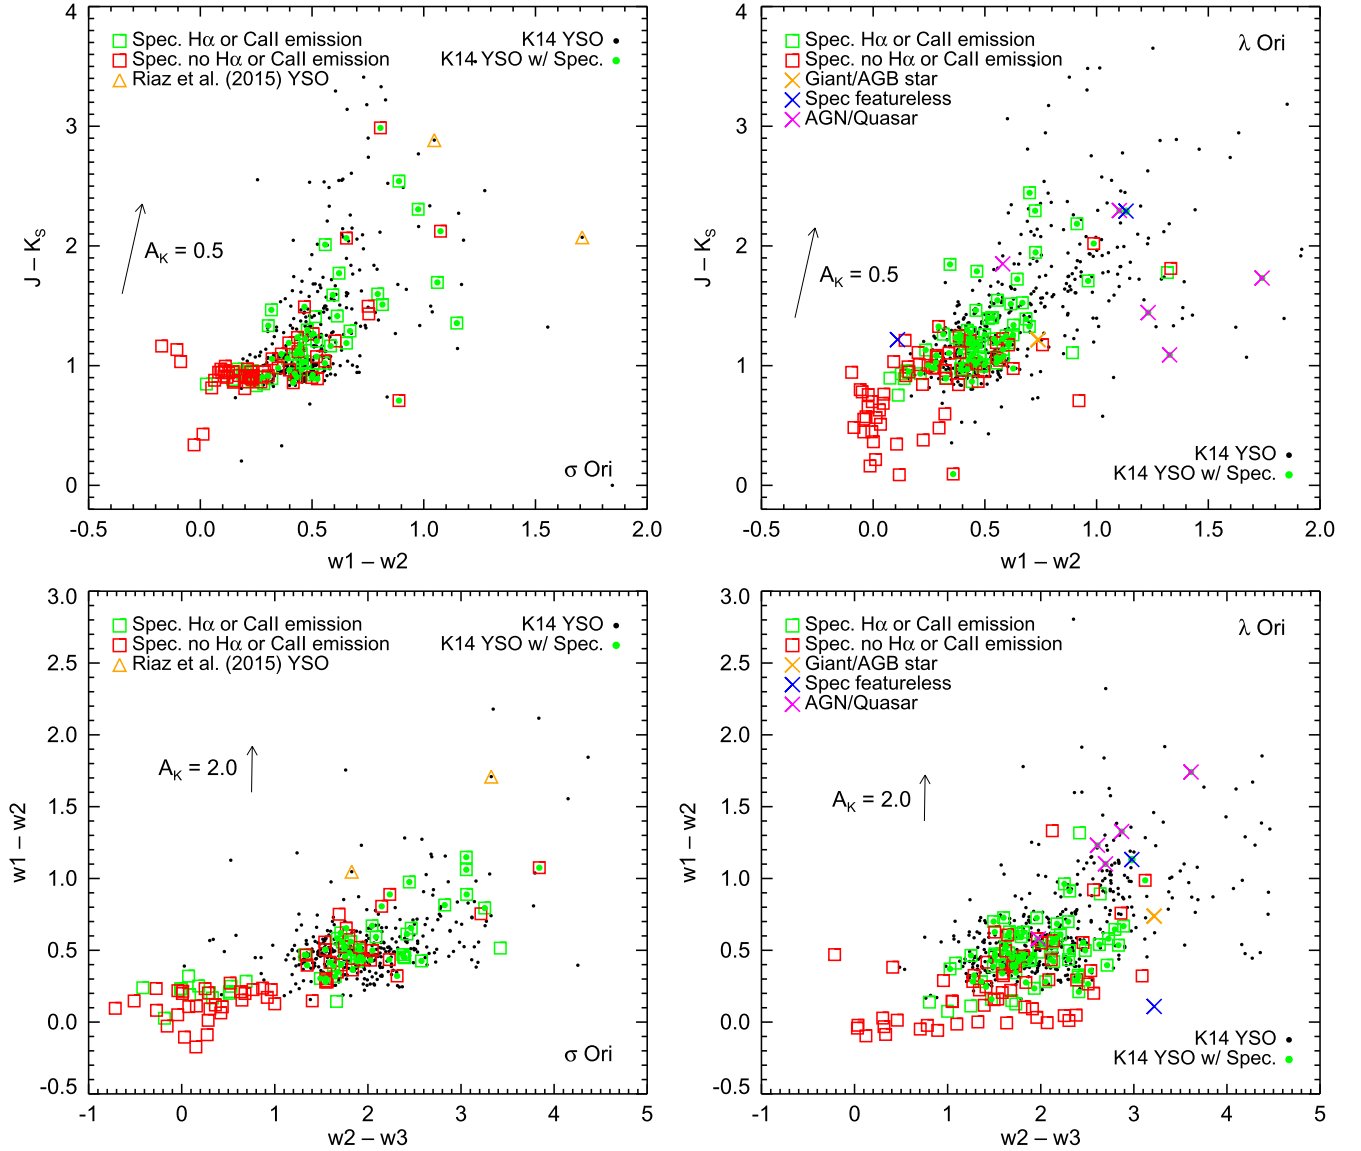 4
3
2
1
0
J – KS
Spec. Hα or CaII emission
Spec. no Hα or CaII emission
Riaz et al. (2015) YSO
K14 YSO
K14 YSO w/ Spec.
AK = 0.5
σ Ori
-0.5 0.0 0.5 1.0 1.5 2.0
w1 – w2
4
3
2
1
0
J – KS
Spec. Hα or CaII emission
Spec. no Hα or CaII emission
Giant/AGB star
Spec featureless
AGN/Quasar
λ Ori
AK = 0.5
K14 YSO
K14 YSO w/ Spec.
-0.5 0.0 0.5 1.0 1.5 2.0
w1 – w2
3.0
2.5
2.0
1.5
1.0
0.5
0.0
-0.5
w1 – w2
Spec. Hα or CaII emission
Spec. no Hα or CaII emission
Riaz et al. (2015) YSO
K14 YSO
K14 YSO w/ Spec.
AK = 2.0
σ Ori
-1 0 1 2 3 4 5
w2 – w3
3.0
2.5
2.0
1.5
1.0
0.5
0.0
-0.5
w1 – w2
Spec. Hα or CaII emission
Spec. no Hα or CaII emission
Giant/AGB star
Spec featureless
AGN/Quasar
λ Ori
AK = 2.0
K14 YSO
K14 YSO w/ Spec.
-1 0 1 2 3 4 5
w2 – w3